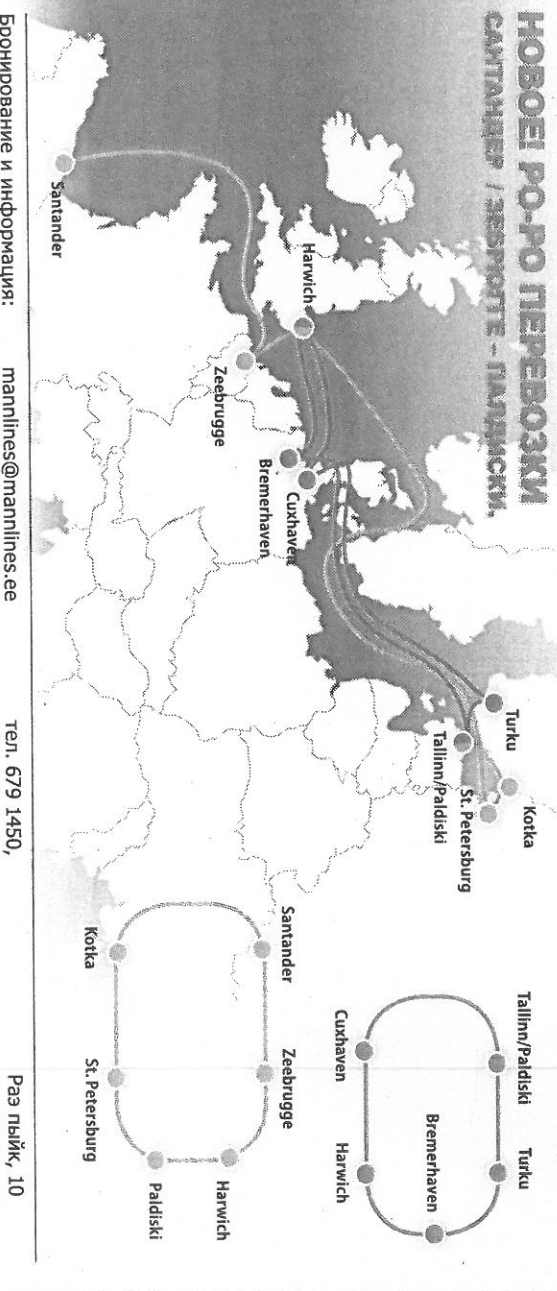 НОВОЕ! РО-РО ПЕРЕВОЗКИ
САНТАНДЕР / ЗЕЕБРЮГГЕ - ПАЛДИСКИ.
Turku
Kotka
St. Petersburg
Tallinn/Paldiski
Harwich
Cuxhaven
Bremerhaven
Zeebrugge
Santander
Tallinn/Paldiski
Turku
Bremerhaven
Cuxhaven
Harwich
Santander
Zeebrugge
Harwich
Paldiski
Kotka
St. Petersburg
Бронирование и информация: mannlines@mannlines.ee тел. 679 1450, Раэ пыйк, 10